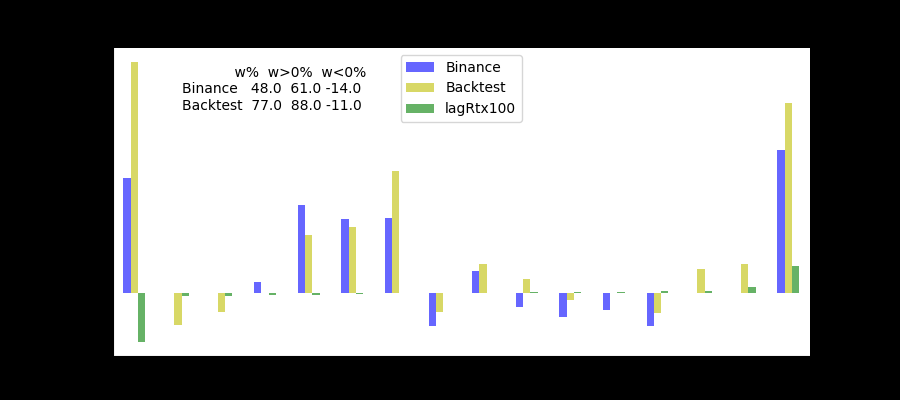 w% w>0% w<0%
Binance 48.0 61.0 -14.0
Backtest 77.0 88.0 -11.0
Binance
Backtest
lagRtx100